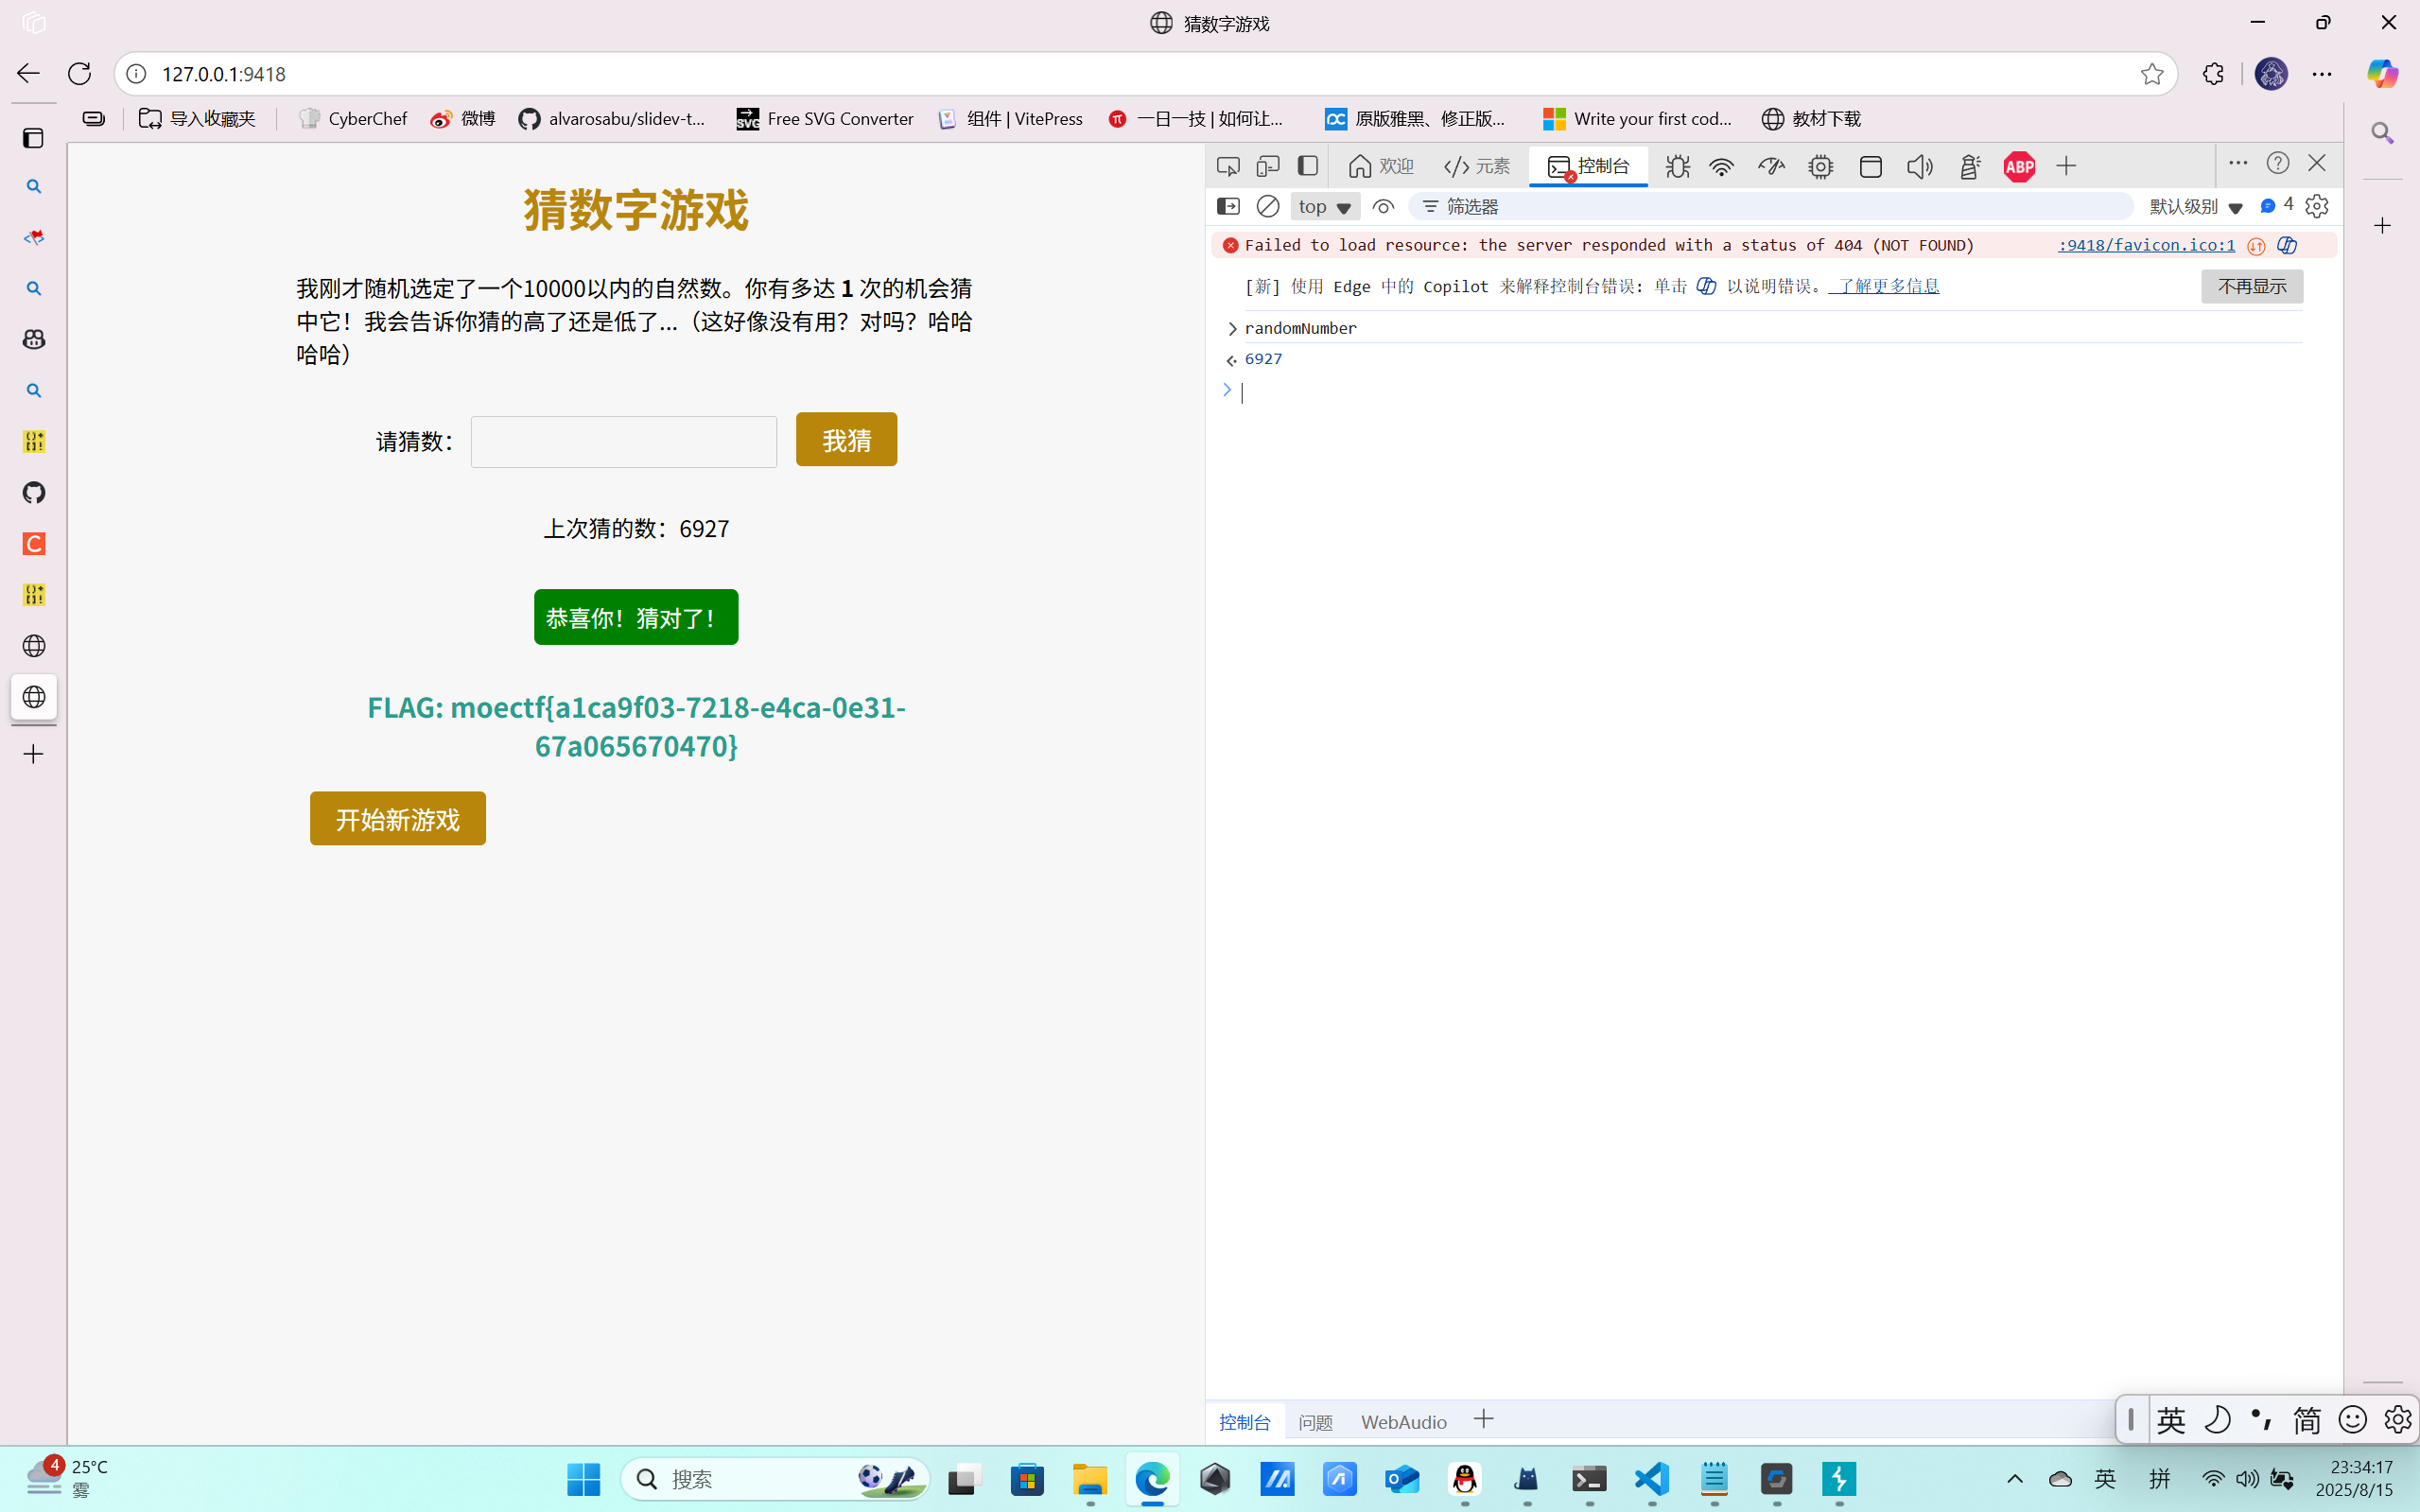 猜数字游戏
127.0.0.1:9418
导入收藏夹
CyberChef
微博
alvarosabu/slidev-t...
Free SVG Converter
组件 | VitePress
一日一技 | 如何让...
原版雅黑、修正版...
Write your first cod...
教材下载
猜数字游戏
我刚才随机选定了一个10000以内的自然数。你有多达 1 次的机会猜
中它！我会告诉你猜的高了还是低了...（这好像没有用？对吗？哈哈
哈哈）
请猜数：
我猜
上次猜的数：6927
恭喜你！猜对了！
FLAG: moectf{a1ca9f03-7218-e4ca-0e31-
67a065670470}
开始新游戏
欢迎
元素
控制台
ABP
top
筛选器
默认级别
4
Failed to load resource: the server responded with a status of 404 (NOT FOUND)
:9418/favicon.ico:1
[新] 使用 Edge 中的 Copilot 来解释控制台错误: 单击 以说明错误。 了解更多信息
不再显示
randomNumber
6927
控制台
问题
WebAudio
英
简
4
25°C
雾
搜索
英
拼
23:34:17
2025/8/15